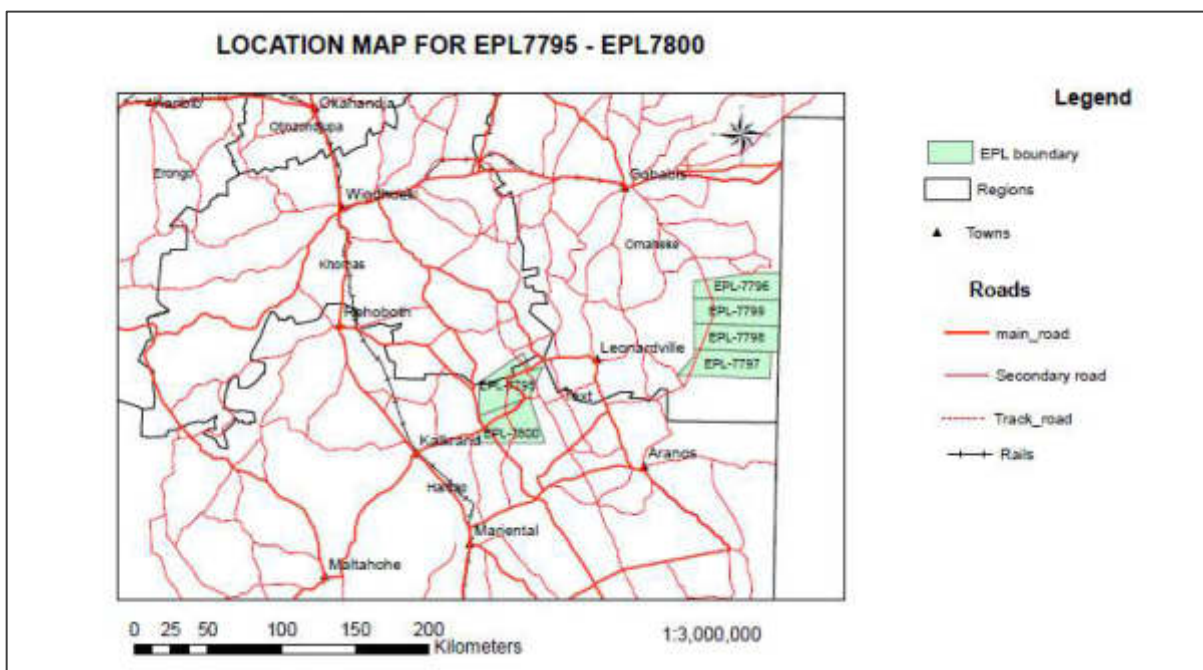 LOCATION MAP FOR EPL7795 - EPL7800
Okahandja
Otjozondjupa
Erongo
Windhoek
Gobabis
Omaheke
Khomas
EPL-7796
Rehoboth
EPL-7799
EPL-7798
Leonardville
EPL-7797
EPL-7795
Text
EPL-7800
Kalkrand
Aranos
Hardap
Mariental
Maltahohe
Legend
EPL boundary
Regions
Towns
Roads
main_road
Secondary road
Track_road
Rails
0 25 50 100 150 200
Kilometers
1:3,000,000